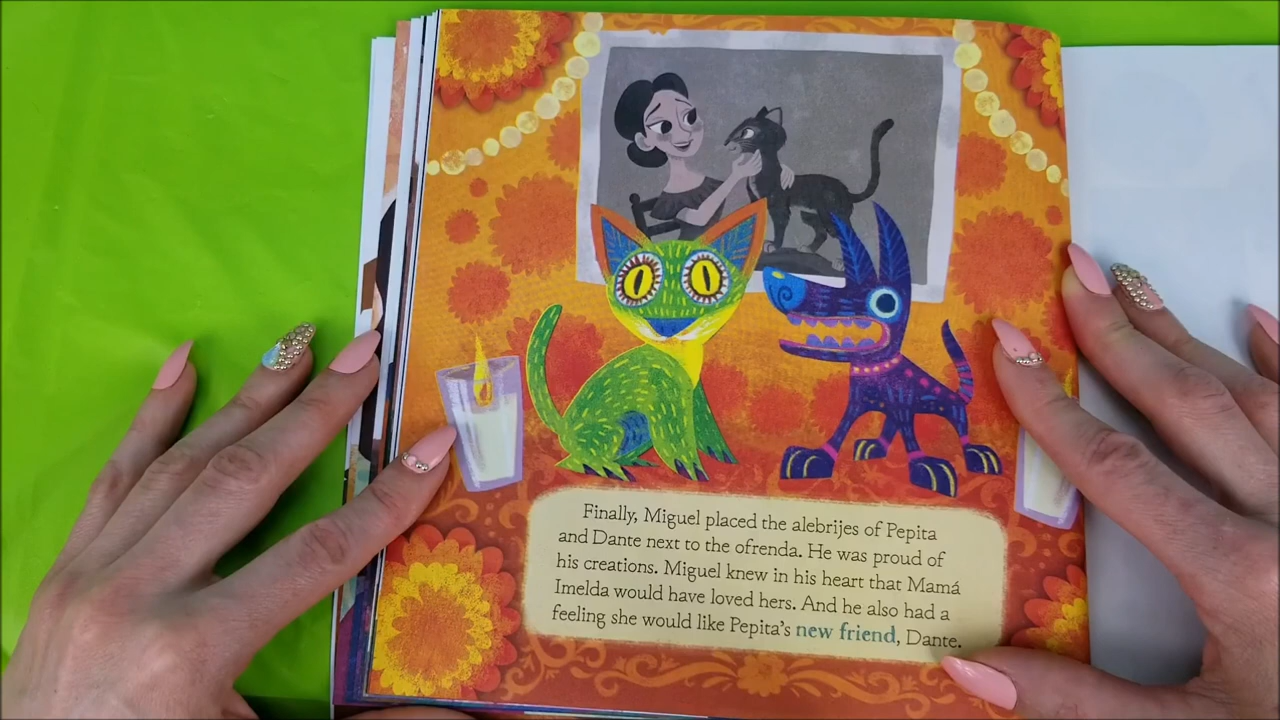 Finally, Miguel placed the alebrijes of Pepita
and Dante next to the ofrenda. He was proud of
his creations. Miguel knew in his heart that Mamá
Imelda would have loved hers. And he also had a
feeling she would like Pepita's new friend, Dante.